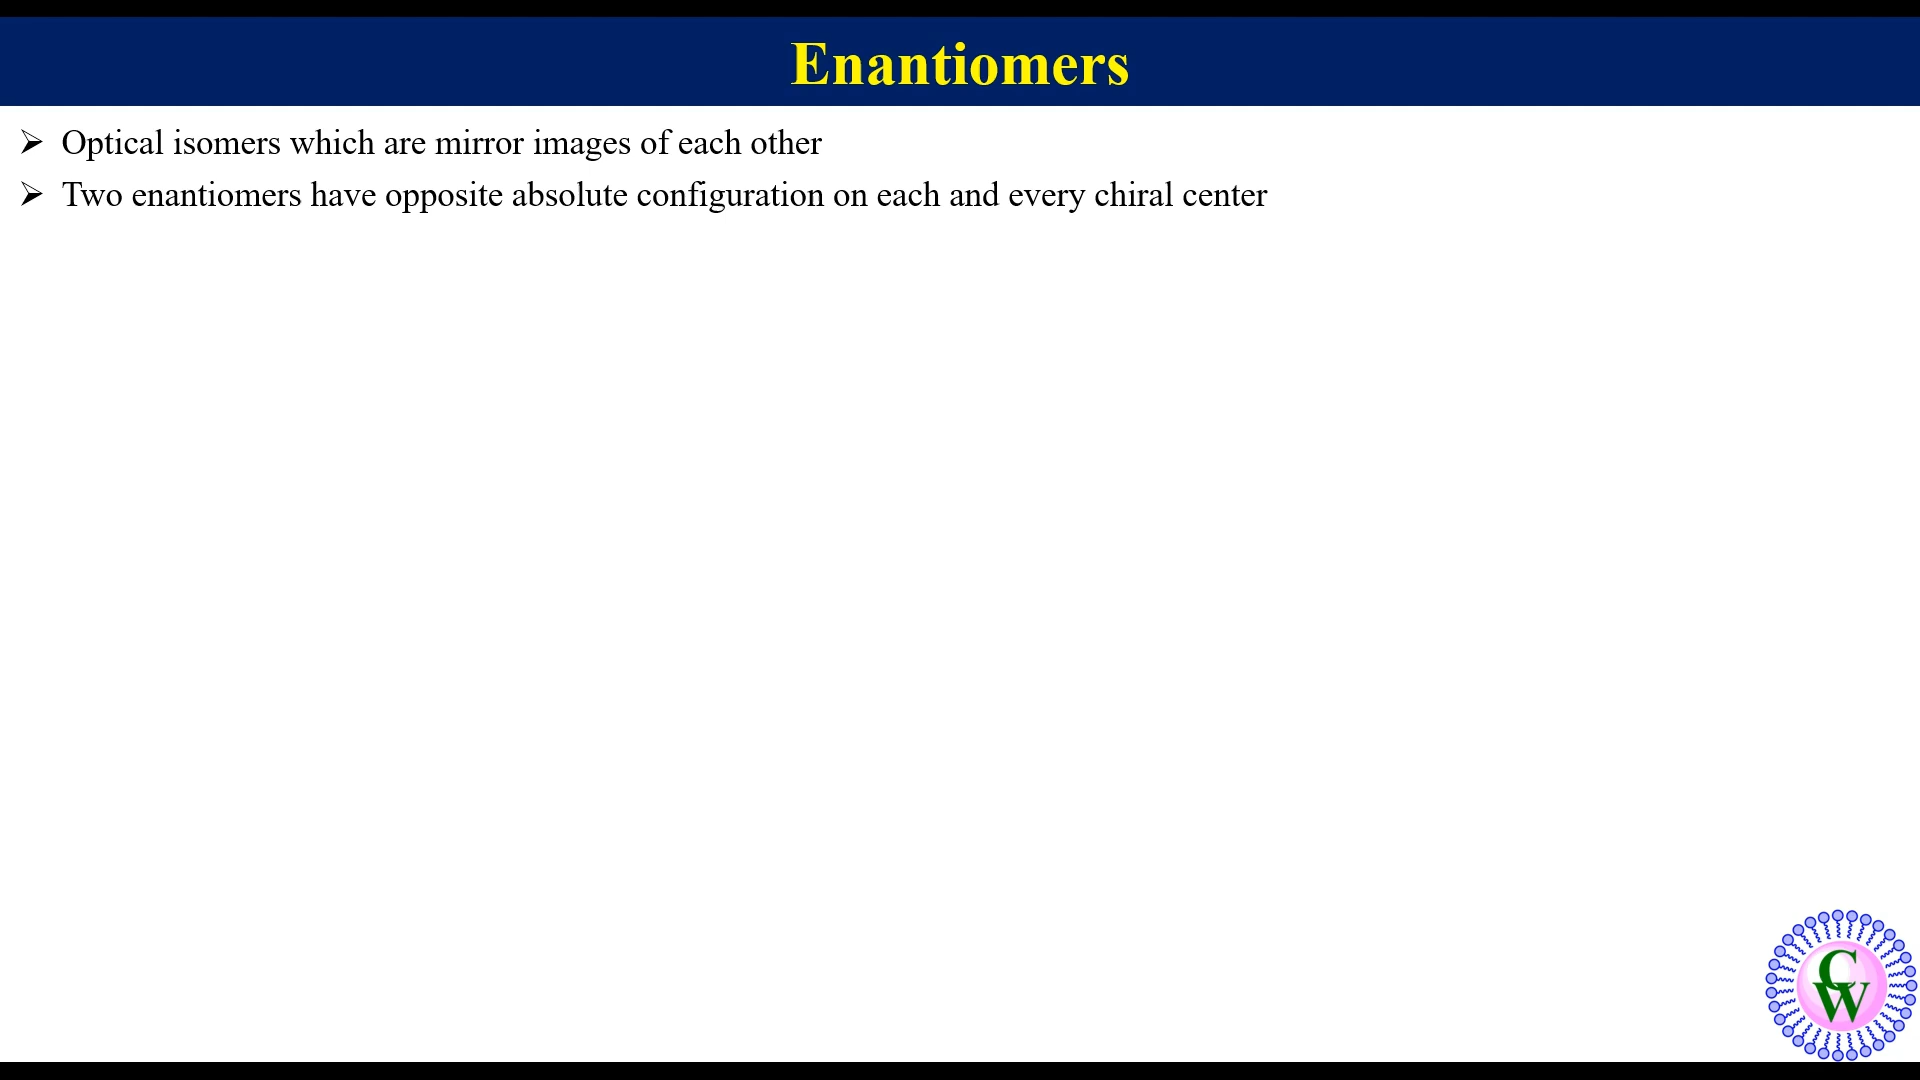 Enantiomers
➢ Optical isomers which are mirror images of each other
➢ Two enantiomers have opposite absolute configuration on each and every chiral center
C
W